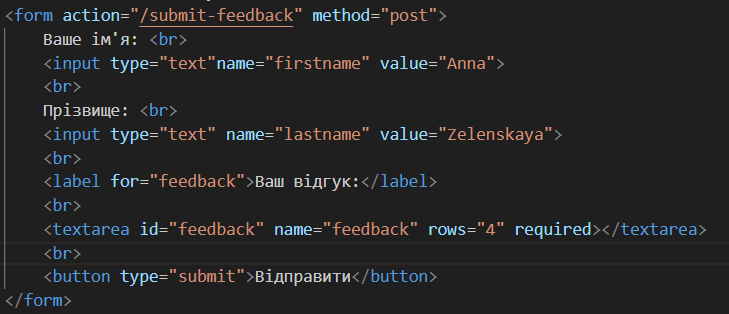 <form action="/submit-feedback" method="post">
Ваше ім'я: <br>
<input type="text"name="firstname" value="Anna">
<br>
Прізвище: <br>
<input type="text" name="lastname" value="Zelenskaya">
<br>
<label for="feedback">Ваш відгук:</label>
<br>
<textarea id="feedback" name="feedback" rows="4" required></textarea>
<br>
<button type="submit">Відправити</button>
</form>